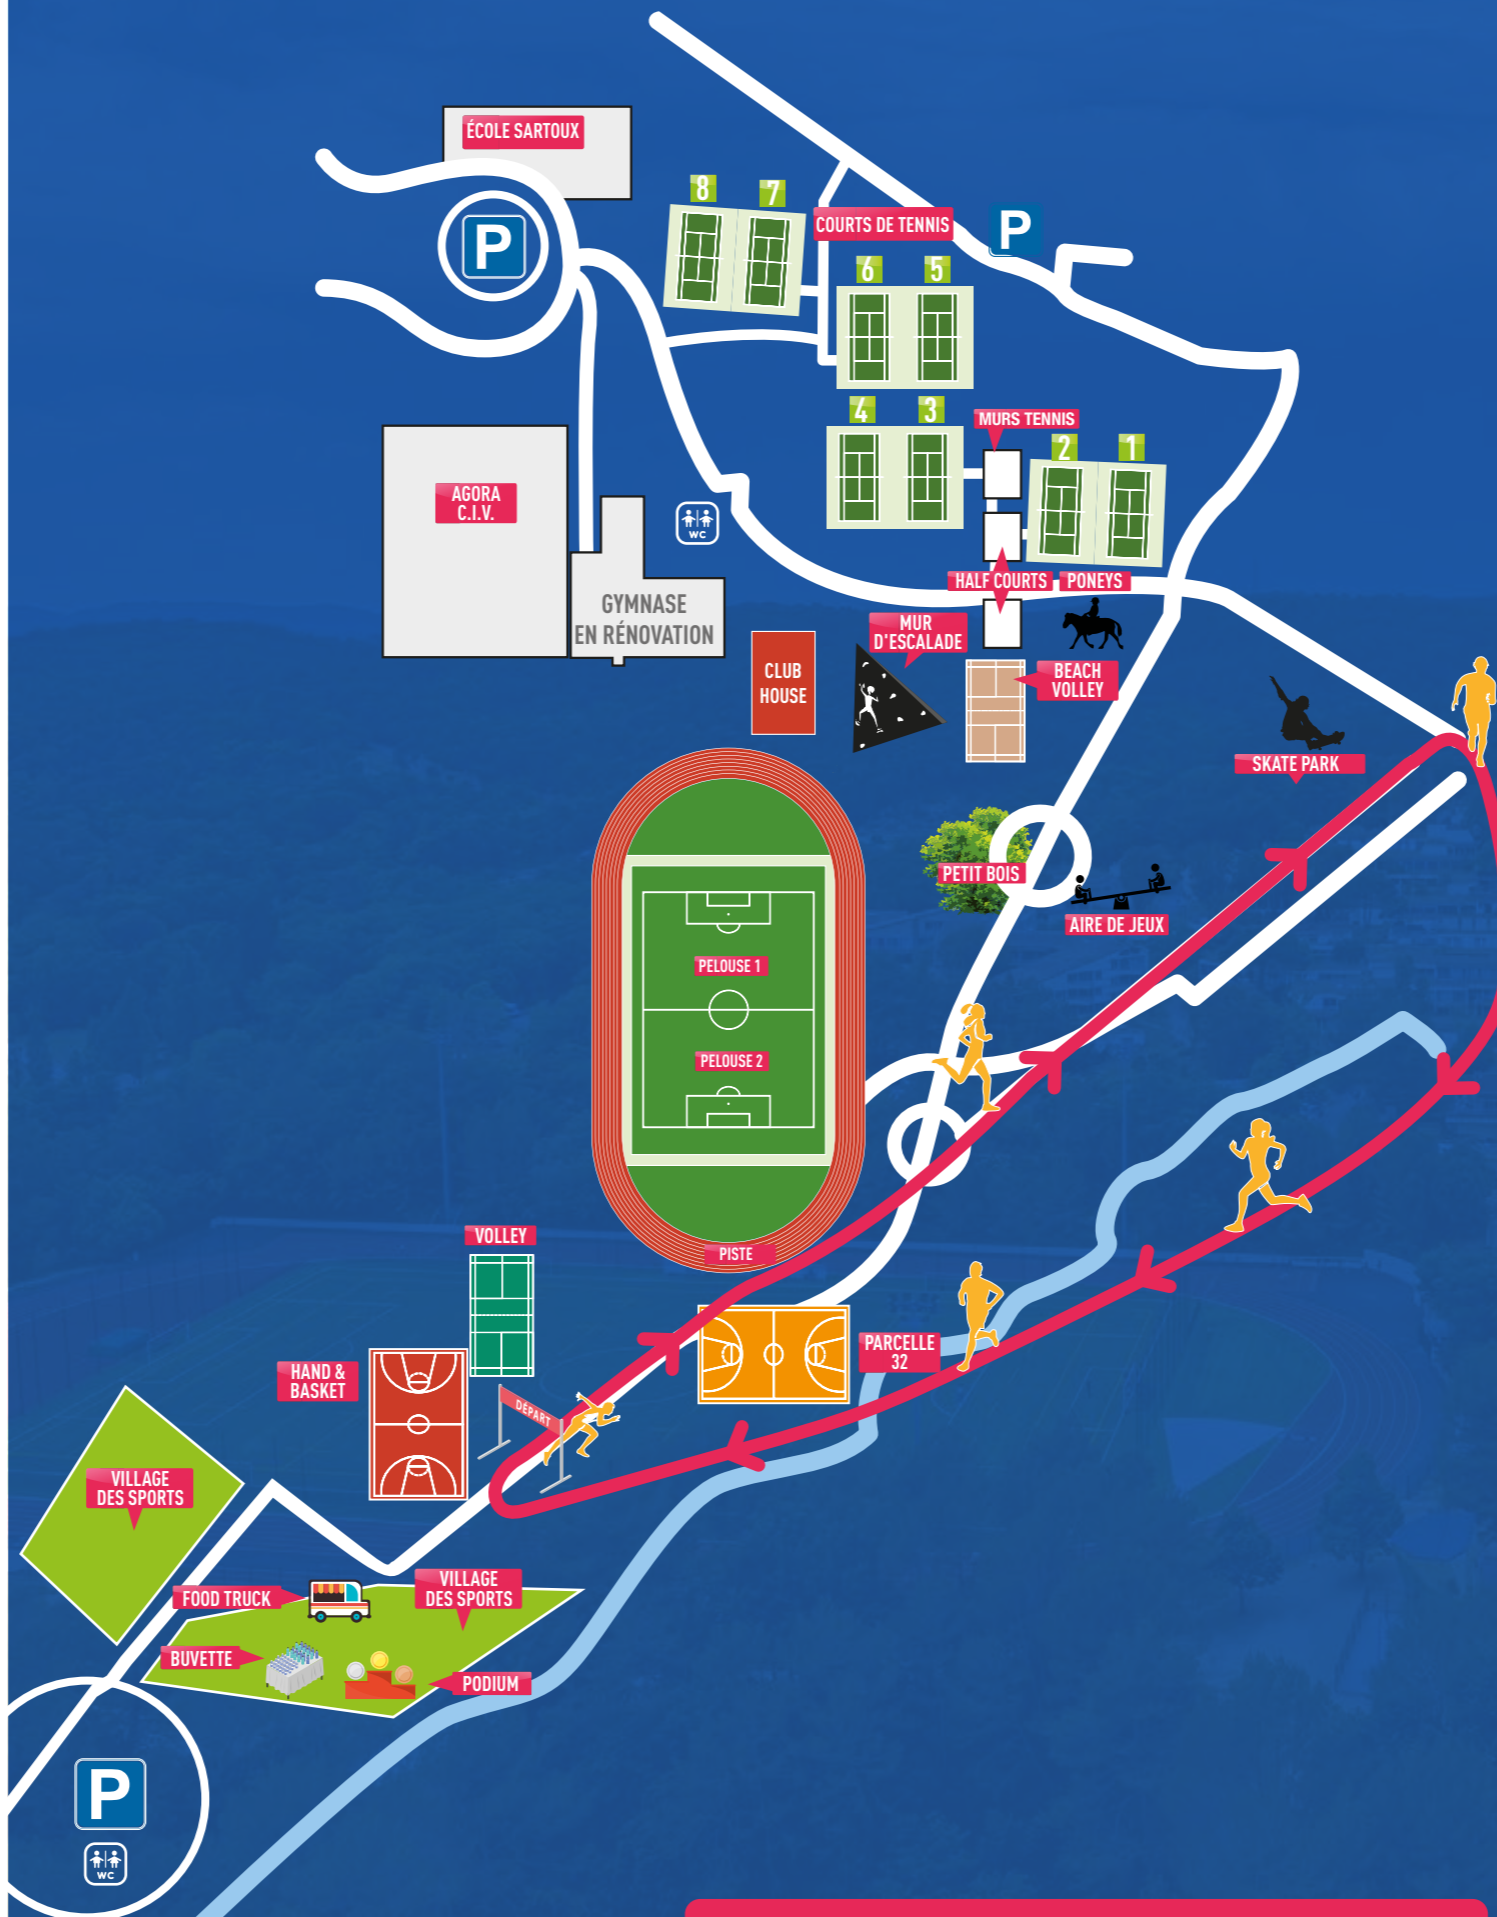 ÉCOLE SARTOUX
P
8
7
COURTS DE TENNIS
P
6
5
4
3
MURS TENNIS
2
1
AGORA
C.I.V.
WC
HALF COURTS
PONEYS
GYMNASE
EN RÉNOVATION
MUR
D'ESCALADE
CLUB
HOUSE
BEACH
VOLLEY
SKATE PARK
PETIT BOIS
AIRE DE JEUX
PELOUSE 1
PELOUSE 2
PISTE
VOLLEY
HAND &
BASKET
PARCELLE
32
DÉPART
VILLAGE
DES SPORTS
FOOD TRUCK
VILLAGE
DES SPORTS
BUVETTE
PODIUM
P
WC